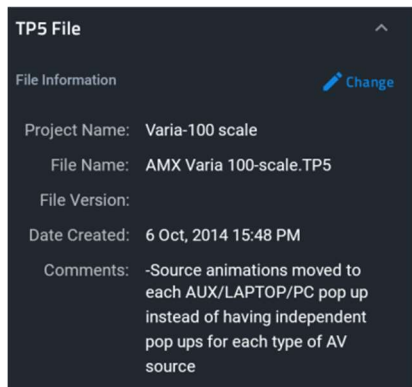 TP5 File
File Information
Change
Project Name: Varia-100 scale
File Name: AMX Varia 100-scale.TP5
File Version:
Date Created: 6 Oct, 2014 15:48 PM
Comments: -Source animations moved to
each AUX/LAPTOP/PC pop up
instead of having independent
pop ups for each type of AV
source